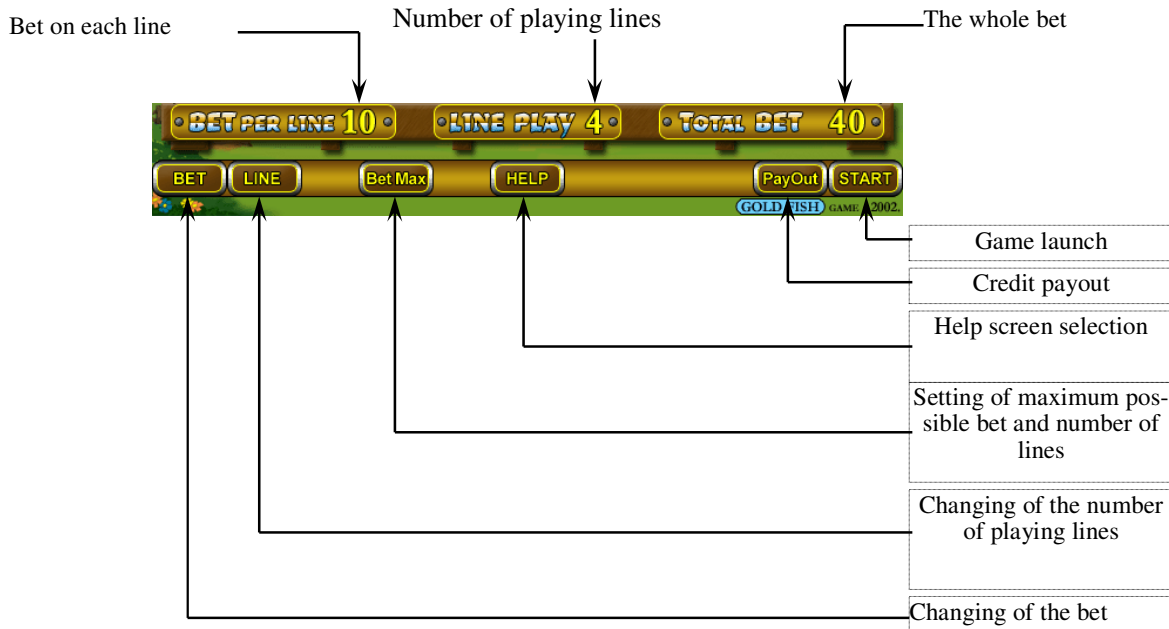 Bet on each line
Number of playing lines
The whole bet
BET PER LINE 10
LINE PLAY 4
TOTAL BET 40
BET
LINE
Bet Max
HELP
PayOut
START
GOLD FISH GAME 2002.
Game launch
Credit payout
Help screen selection
Setting of maximum pos-
sible bet and number of
lines
Changing of the number
of playing lines
Changing of the bet